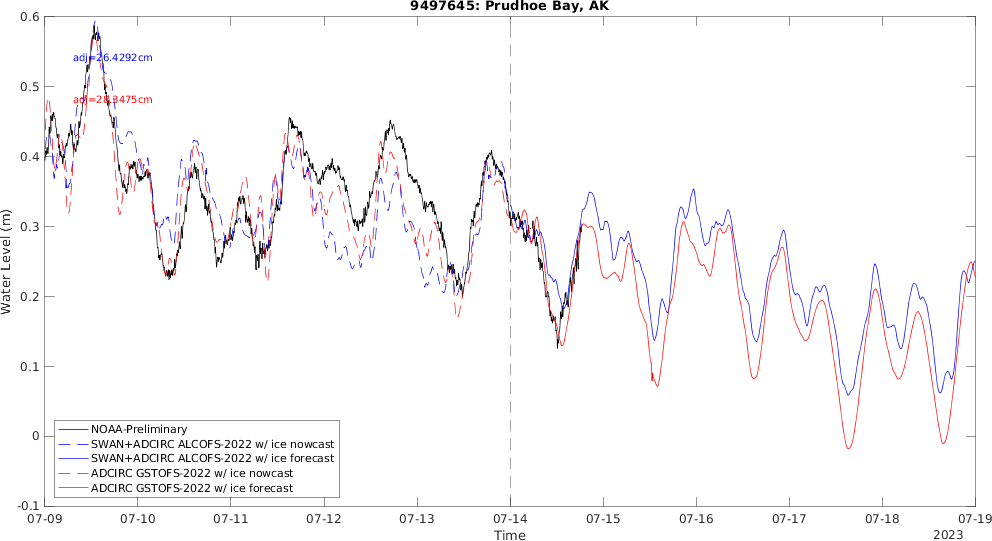 9497645: Prudhoe Bay, AK
0.6
0.5
0.4
0.3
0.2
0.1
0
-0.1
Water Level (m)
adj=26.4292cm
adj=28.3475cm
NOAA-Preliminary
SWAN+ADCIRC ALCOFS-2022 w/ ice nowcast
SWAN+ADCIRC ALCOFS-2022 w/ ice forecast
ADCIRC GSTOFS-2022 w/ ice nowcast
ADCIRC GSTOFS-2022 w/ ice forecast
07-09 07-10 07-11 07-12 07-13 07-14 07-15 07-16 07-17 07-18 07-19
Time
2023